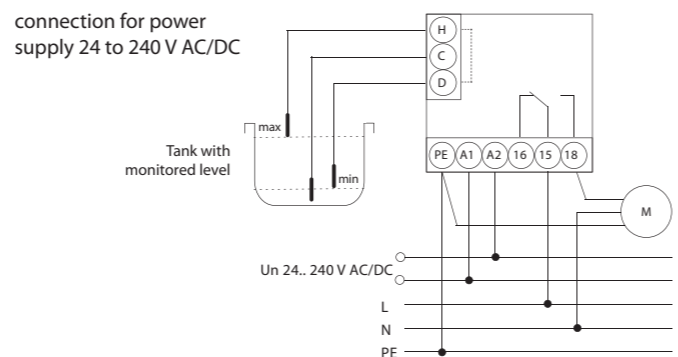 connection for power
supply 24 to 240 V AC/DC
H
C
D
max
Tank with
monitored level
min
PE A1 A2 16 15 18
M
Un 24.. 240 V AC/DC
L
N
PE